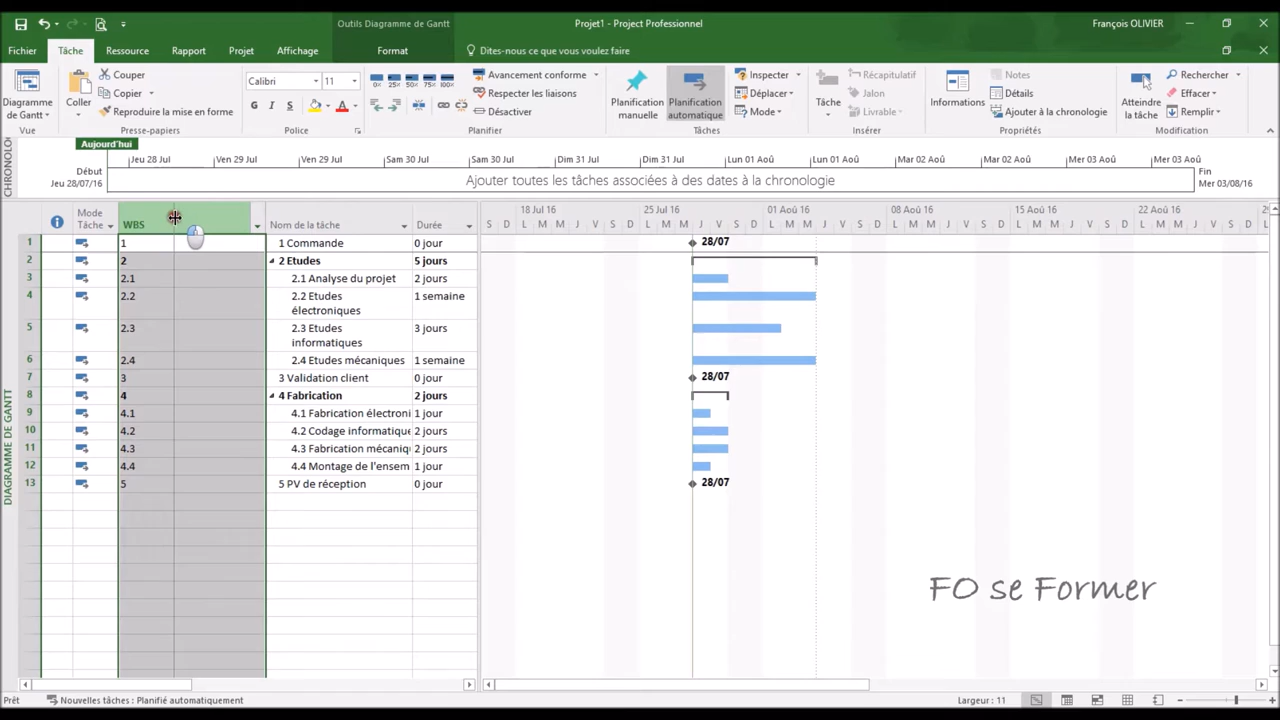 Outils Diagramme de Gantt
Projet1 - Project Professionnel
François OLIVIER
Fichier Tâche Ressource Rapport Projet Affichage Format Dites-nous ce que vous voulez faire
Diagramme de Gantt
Vue
Coller
Couper
Copier
Reproduire la mise en forme
Presse-papiers
Calibri 11
G I S A
Police
0% 25% 50% 75% 100%
Avancement conforme
Respecter les liaisons
Désactiver
Planifier
Planification manuelle
Planification automatique
Inspecter
Déplacer
Mode
Tâches
Tâche
Récapitulatif
Jalon
Livrable
Insérer
Informations
Notes
Détails
Ajouter à la chronologie
Propriétés
Atteindre la tâche
Rechercher
Effacer
Remplir
Modification
CHRONOLO
Aujourd'hui
Jeu 28 Jul Ven 29 Jul Ven 29 Jul Sam 30 Jul Sam 30 Jul Dim 31 Jul Dim 31 Jul Lun 01 Aoû Lun 01 Aoû Mar 02 Aoû Mar 02 Aoû Mer 03 Aoû Mer 03 Aoû
Début
Jeu 28/07/16
Ajouter toutes les tâches associées à des dates à la chronologie
Fin
Mer 03/08/16
Mode Tâche WBS Nom de la tâche Durée
18 Jul 16 25 Jul 16 01 Aoû 16 08 Aoû 16 15 Aoû 16 22 Aoû 16
S D M J V S D M J V S D M J V S D M J V S D M J V S D
1 1 1 Commande 0 jour 28/07
2 2 2 Etudes 5 jours
3 2.1 2.1 Analyse du projet 2 jours
4 2.2 2.2 Etudes électroniques 1 semaine
5 2.3 2.3 Etudes informatiques 3 jours
6 2.4 2.4 Etudes mécaniques 1 semaine
7 3 3 Validation client 0 jour 28/07
8 4 4 Fabrication 2 jours
9 4.1 4.1 Fabrication électroni 1 jour
10 4.2 4.2 Codage informatique 2 jours
11 4.3 4.3 Fabrication mécaniq 2 jours
12 4.4 4.4 Montage de l'ensem 1 jour
13 5 5 PV de réception 0 jour 28/07
DIAGRAMME DE GANTT
FO se Former
Prêt Nouvelles tâches : Planifié automatiquement Largeur : 11